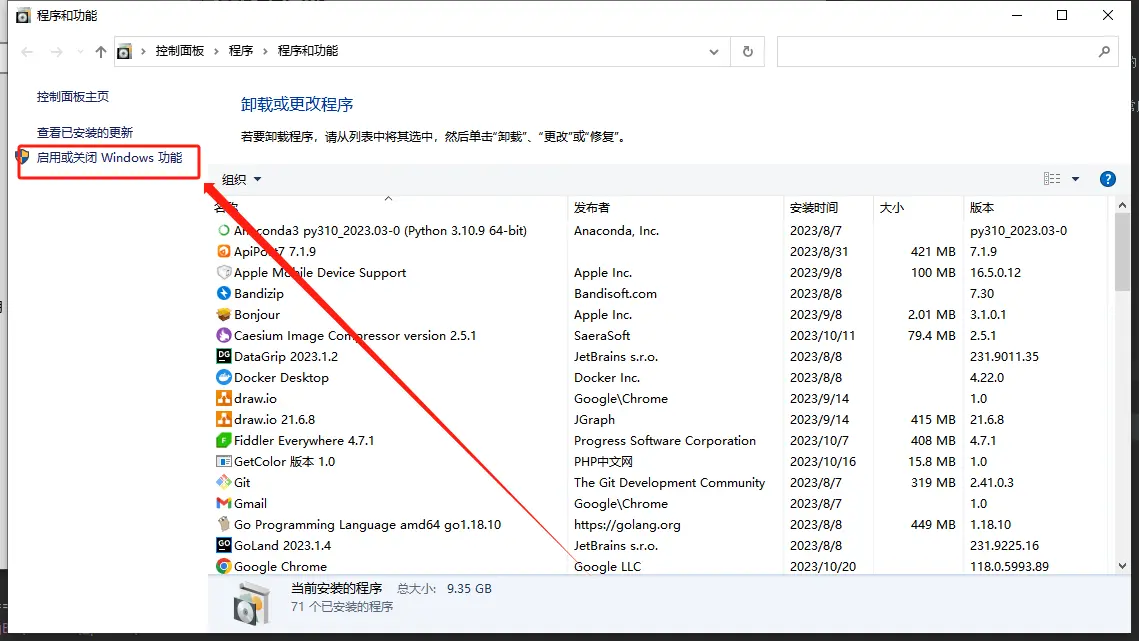 程序和功能
控制面板 程序 程序和功能
控制面板主页
卸载或更改程序
查看已安装的更新
若要卸载程序，请从列表中将其选中，然后单击“卸载”、“更改”或“修复”。
启用或关闭 Windows 功能
组织
名称 发布者 安装时间 大小 版本
Anaconda3 py310_2023.03-0 (Python 3.10.9 64-bit) Anaconda, Inc. 2023/8/7 py310_2023.03-0
ApiPost7 7.1.9 2023/8/31 421 MB 7.1.9
Apple Mobile Device Support Apple Inc. 2023/9/8 100 MB 16.5.0.12
Bandizip Bandisoft.com 2023/8/8 7.30
Bonjour Apple Inc. 2023/9/8 2.01 MB 3.1.0.1
Caesium Image Compressor version 2.5.1 SaeraSoft 2023/10/11 79.4 MB 2.5.1
DataGrip 2023.1.2 JetBrains s.r.o. 2023/8/8 231.9011.35
Docker Desktop Docker Inc. 2023/8/8 4.22.0
draw.io Google\Chrome 2023/9/14 1.0
draw.io 21.6.8 JGraph 2023/9/14 415 MB 21.6.8
Fiddler Everywhere 4.7.1 Progress Software Corporation 2023/10/7 408 MB 4.7.1
GetColor 版本 1.0 PHP中文网 2023/10/16 15.8 MB 1.0
Git The Git Development Community 2023/8/7 319 MB 2.41.0.3
Gmail Google\Chrome 2023/8/7 1.0
Go Programming Language amd64 go1.18.10 https://golang.org 2023/8/8 449 MB 1.18.10
GoLand 2023.1.4 JetBrains s.r.o. 2023/8/8 231.9225.16
Google Chrome Google LLC 2023/10/20 118.0.5993.89
当前安装的程序 总大小: 9.35 GB
71 个已安装的程序